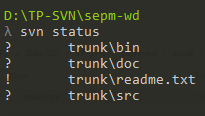 D:\TP-SVN\sepm-wd
λ svn status
?       trunk\bin
?       trunk\doc
!       trunk\readme.txt
?       trunk\src